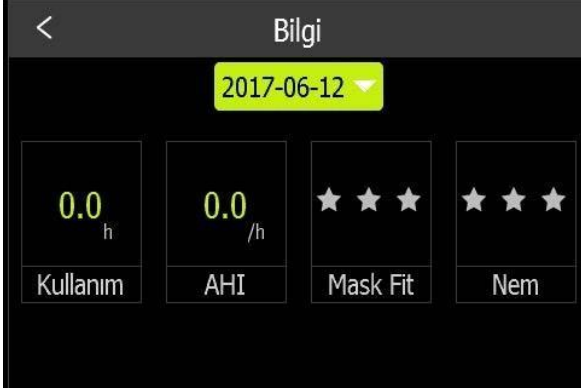 Bilgi
2017-06-12
0.0 h
0.0 /h
Kullanım
AHI
Mask Fit
Nem